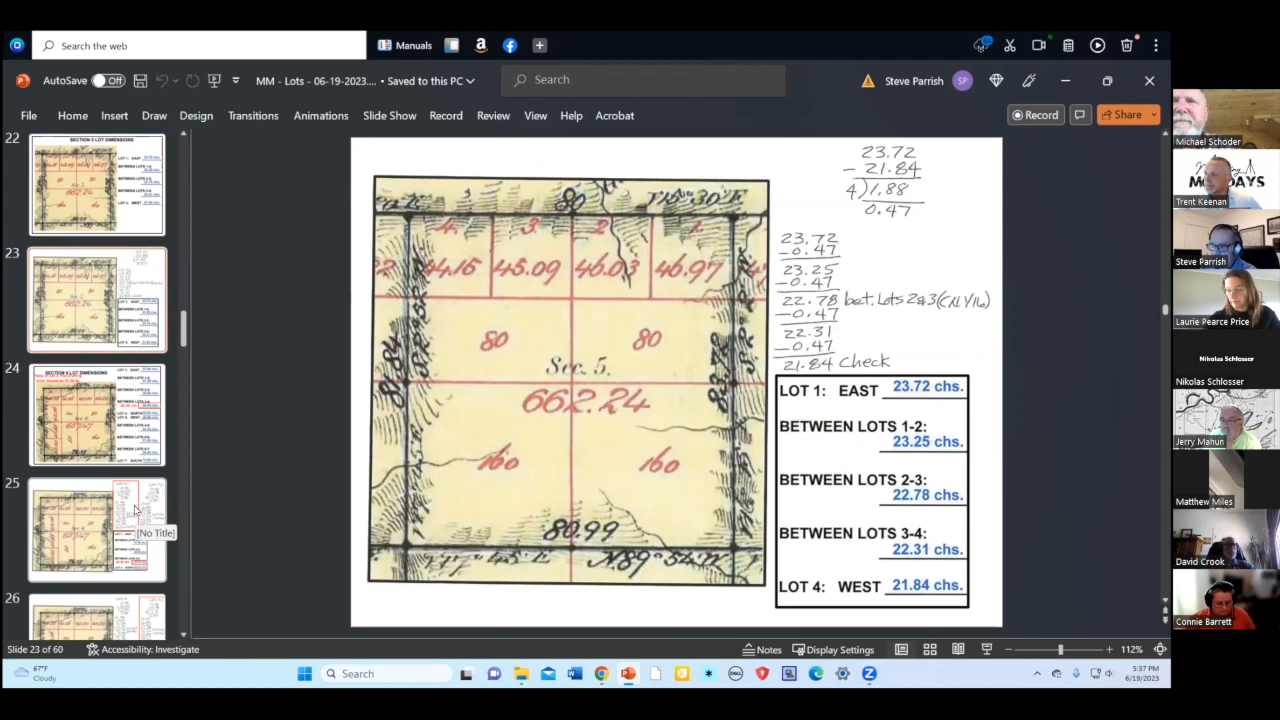 Search the web
Manuals
AutoSave Off
MM - Lots - 06-19-2023.... • Saved to this PC
Search
Steve Parrish SP
File Home Insert Draw Design Transitions Animations Slide Show Record Review View Help Acrobat
Record
Share
22
SECTION 5 LOT DIMENSIONS
23
24
25
[No Title]
26
80
4 3 2 1
44.16 45.09 46.03 46.97
80 80
Sec. 5.
662.24
160 160
80.99
N89°54'W
23.72
- 21.84
4)1.88
0.47
23.72
-0.47
23.25
-0.47
22.78 bet. Lots 2&3 (CN 1/16)
-0.47
22.31
-0.47
21.84 Check
LOT 1: EAST 23.72 chs.
BETWEEN LOTS 1-2:
23.25 chs.
BETWEEN LOTS 2-3:
22.78 chs.
BETWEEN LOTS 3-4:
22.31 chs.
LOT 4: WEST 21.84 chs.
Michael Schoder
MONDAYS
Trent Keenan
Steve Parrish
Laurie Pearce Price
Nikolas Schlosser
Nikolas Schlosser
Jerry Mahun
Matthew Miles
David Crook
Connie Barrett
Slide 23 of 60
Accessibility: Investigate
Notes
Display Settings
112%
67°F
Cloudy
Search
5:37 PM
6/19/2023